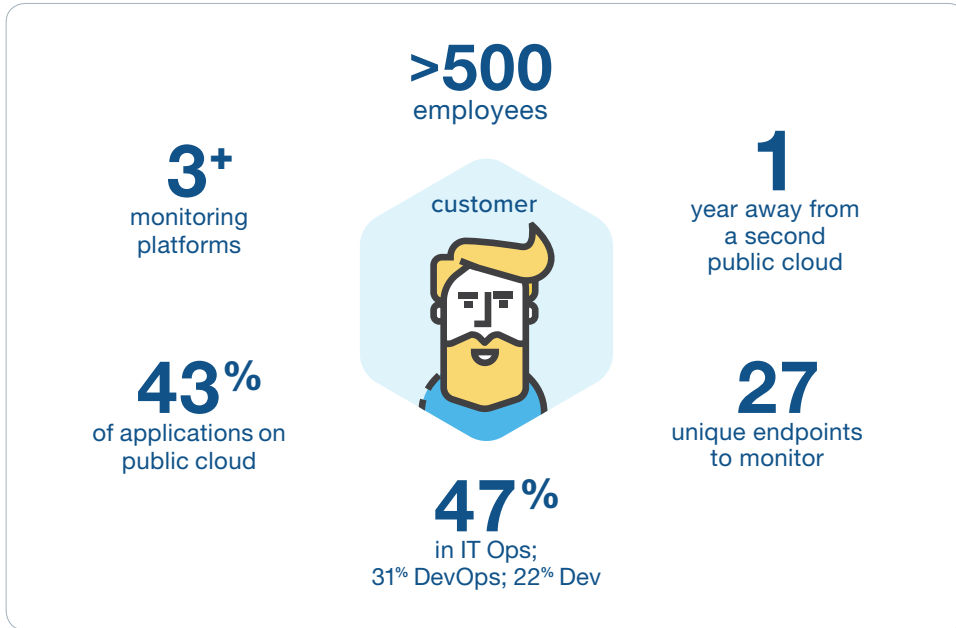 >500
employees
3+
monitoring
platforms
customer
1
year away from
a second
public cloud
43%
of applications on
public cloud
27
unique endpoints
to monitor
47%
in IT Ops;
31% DevOps; 22% Dev